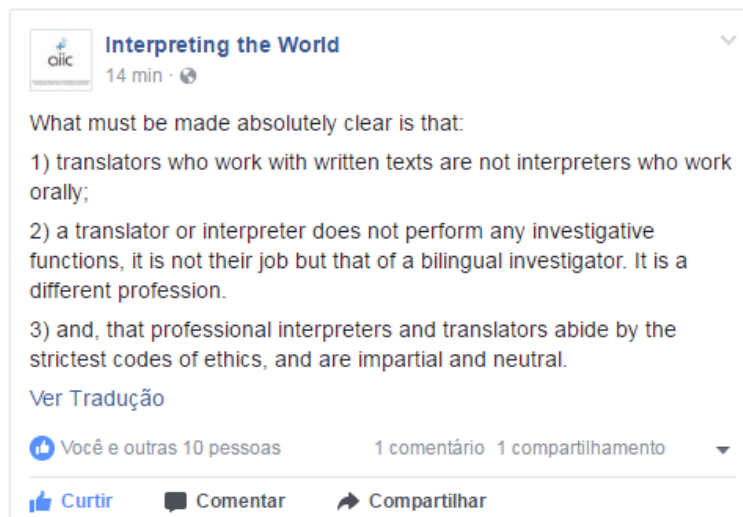 aiic
Interpreting the World
14 min ·
What must be made absolutely clear is that:
1) translators who work with written texts are not interpreters who work
orally;
2) a translator or interpreter does not perform any investigative
functions, it is not their job but that of a bilingual investigator. It is a
different profession.
3) and, that professional interpreters and translators abide by the
strictest codes of ethics, and are impartial and neutral.
Ver Tradução
Você e outras 10 pessoas 1 comentário 1 compartilhamento
Curtir Comentar Compartilhar